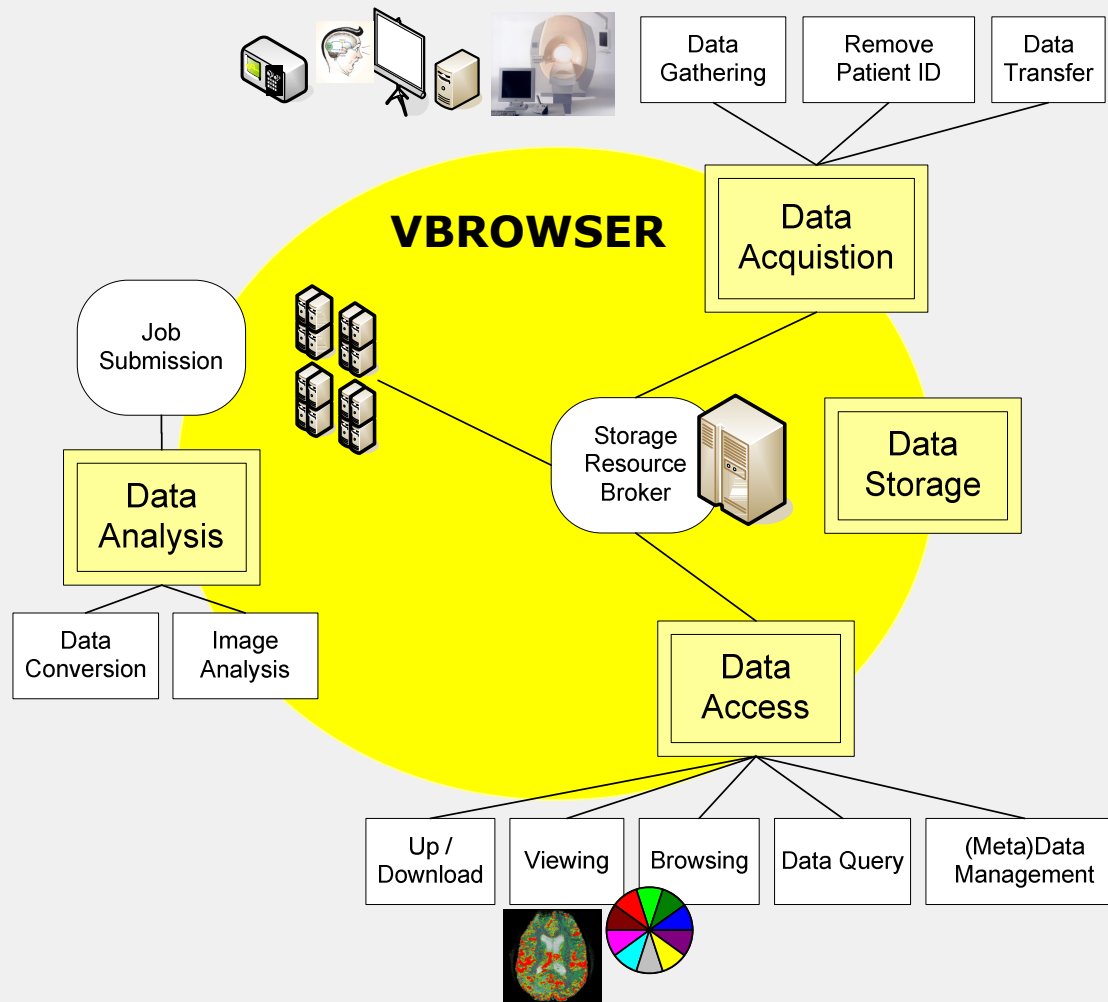 Data
Gathering
Remove
Patient ID
Data
Transfer
VBROWSER
Data
Acquistion
Job
Submission
Storage
Resource
Broker
Data
Storage
Data
Analysis
Data
Conversion
Image
Analysis
Data
Access
Up /
Download
Viewing
Browsing
Data Query
(Meta)Data
Management